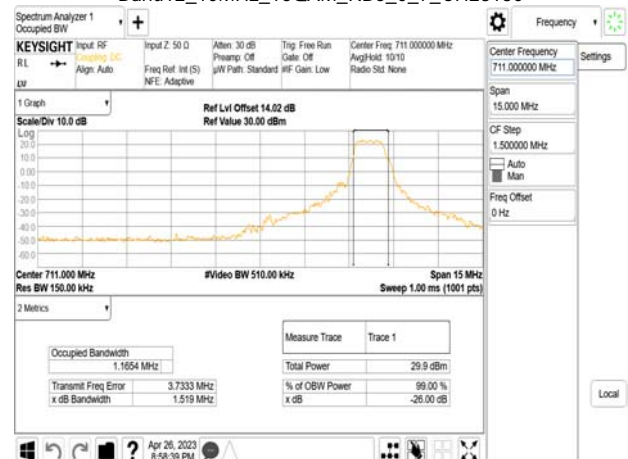 Spectrum Analyzer 1
Occupied BW
KEYSIGHT
Input: RF
Coupling: DC
Align: Auto
Input Z: 50 Ω
Freq Ref: Int (S)
NFE: Adaptive
Atten: 30 dB
Preamp: Off
µW Path: Standard
Trig: Free Run
Gate: Off
#IF Gain: Low
Center Freq: 711.000000 MHz
Avg|Hold: 10/10
Radio Std: None
RL
LV
Frequency
Settings
Center Frequency
711.000000 MHz
Span
15.000 MHz
CF Step
1.500000 MHz
Auto
Man
Freq Offset
0 Hz
Local
1 Graph
Scale/Div 10.0 dB
Ref Lvl Offset 14.02 dB
Ref Value 30.00 dBm
Log
20.0
10.0
0.00
-10.0
-20.0
-30.0
-40.0
-50.0
-60.0
Center 711.000 MHz
#Video BW 510.00 kHz
Span 15 MHz
Res BW 150.00 kHz
Sweep 1.00 ms (1001 pts)
2 Metrics
Measure Trace
Trace 1
Occupied Bandwidth
1.1654 MHz
Total Power
29.9 dBm
Transmit Freq Error
3.7333 MHz
% of OBW Power
99.00 %
x dB Bandwidth
1.519 MHz
x dB
-26.00 dB
Apr 26, 2023
8:58:39 PM